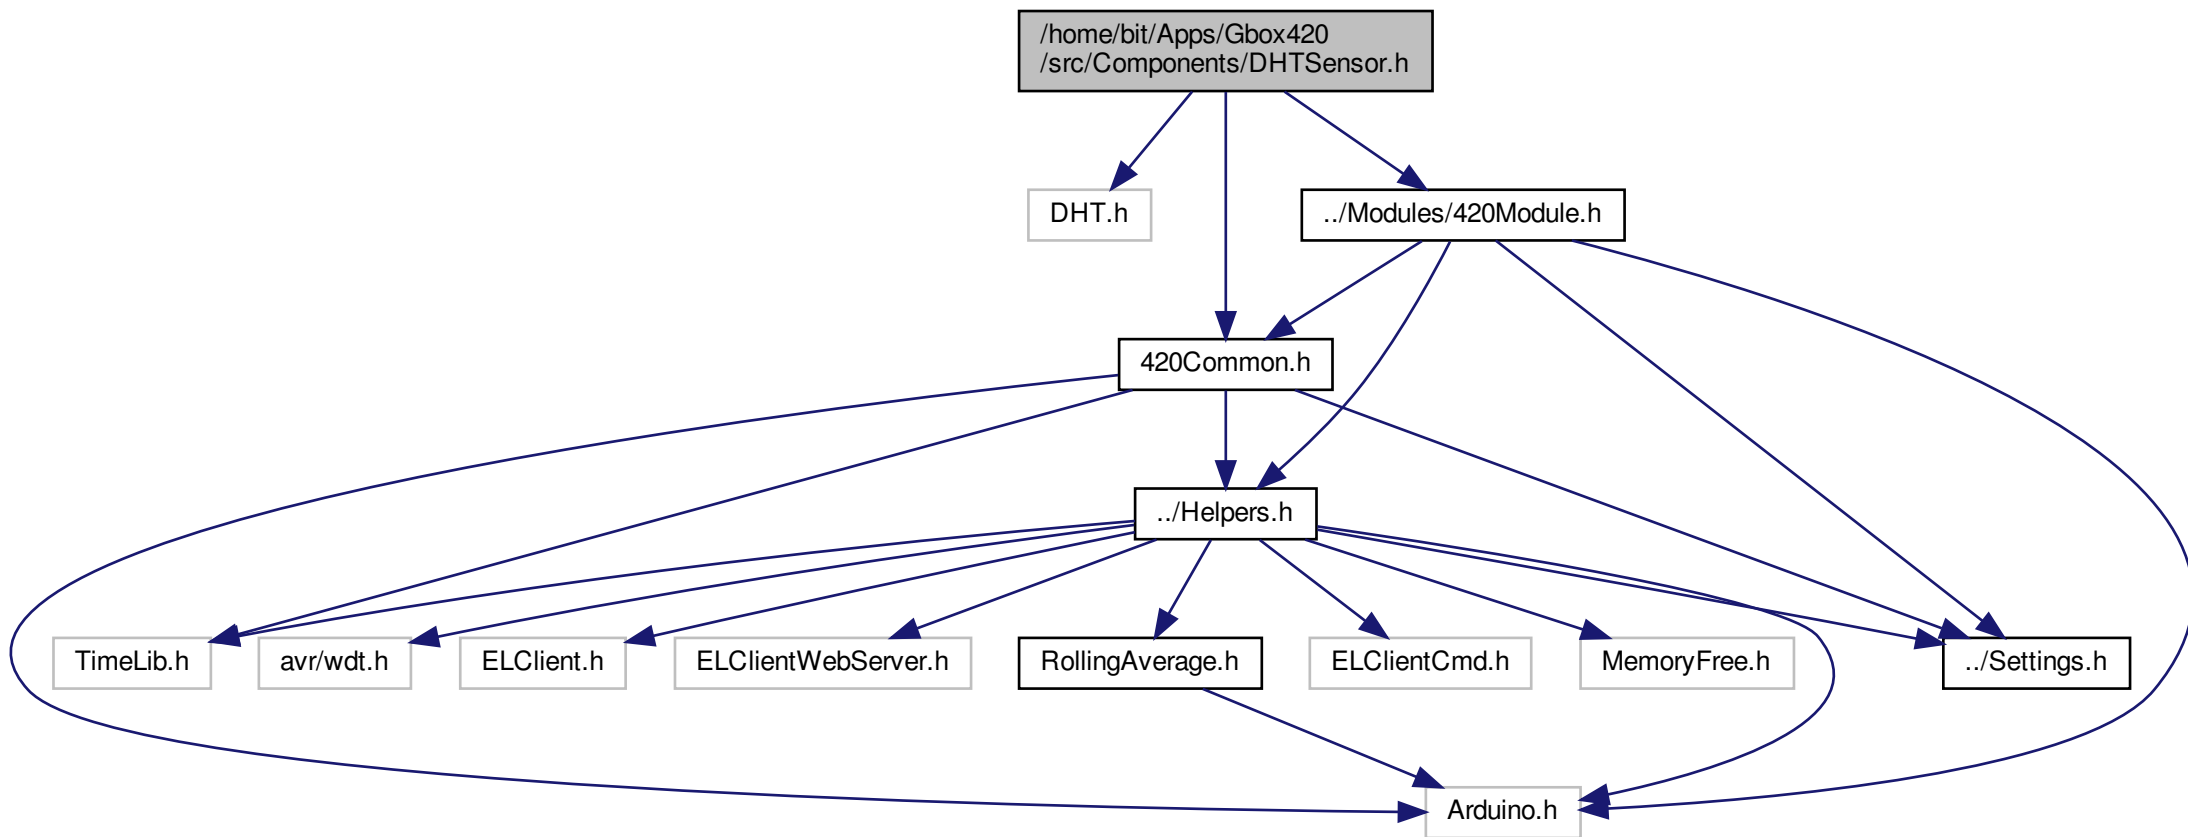 /home/bit/Apps/Gbox420
/src/Components/DHTSensor.h
DHT.h
../Modules/420Module.h
420Common.h
../Helpers.h
TimeLib.h
avr/wdt.h
ELClient.h
ELClientWebServer.h
RollingAverage.h
ELClientCmd.h
MemoryFree.h
../Settings.h
Arduino.h